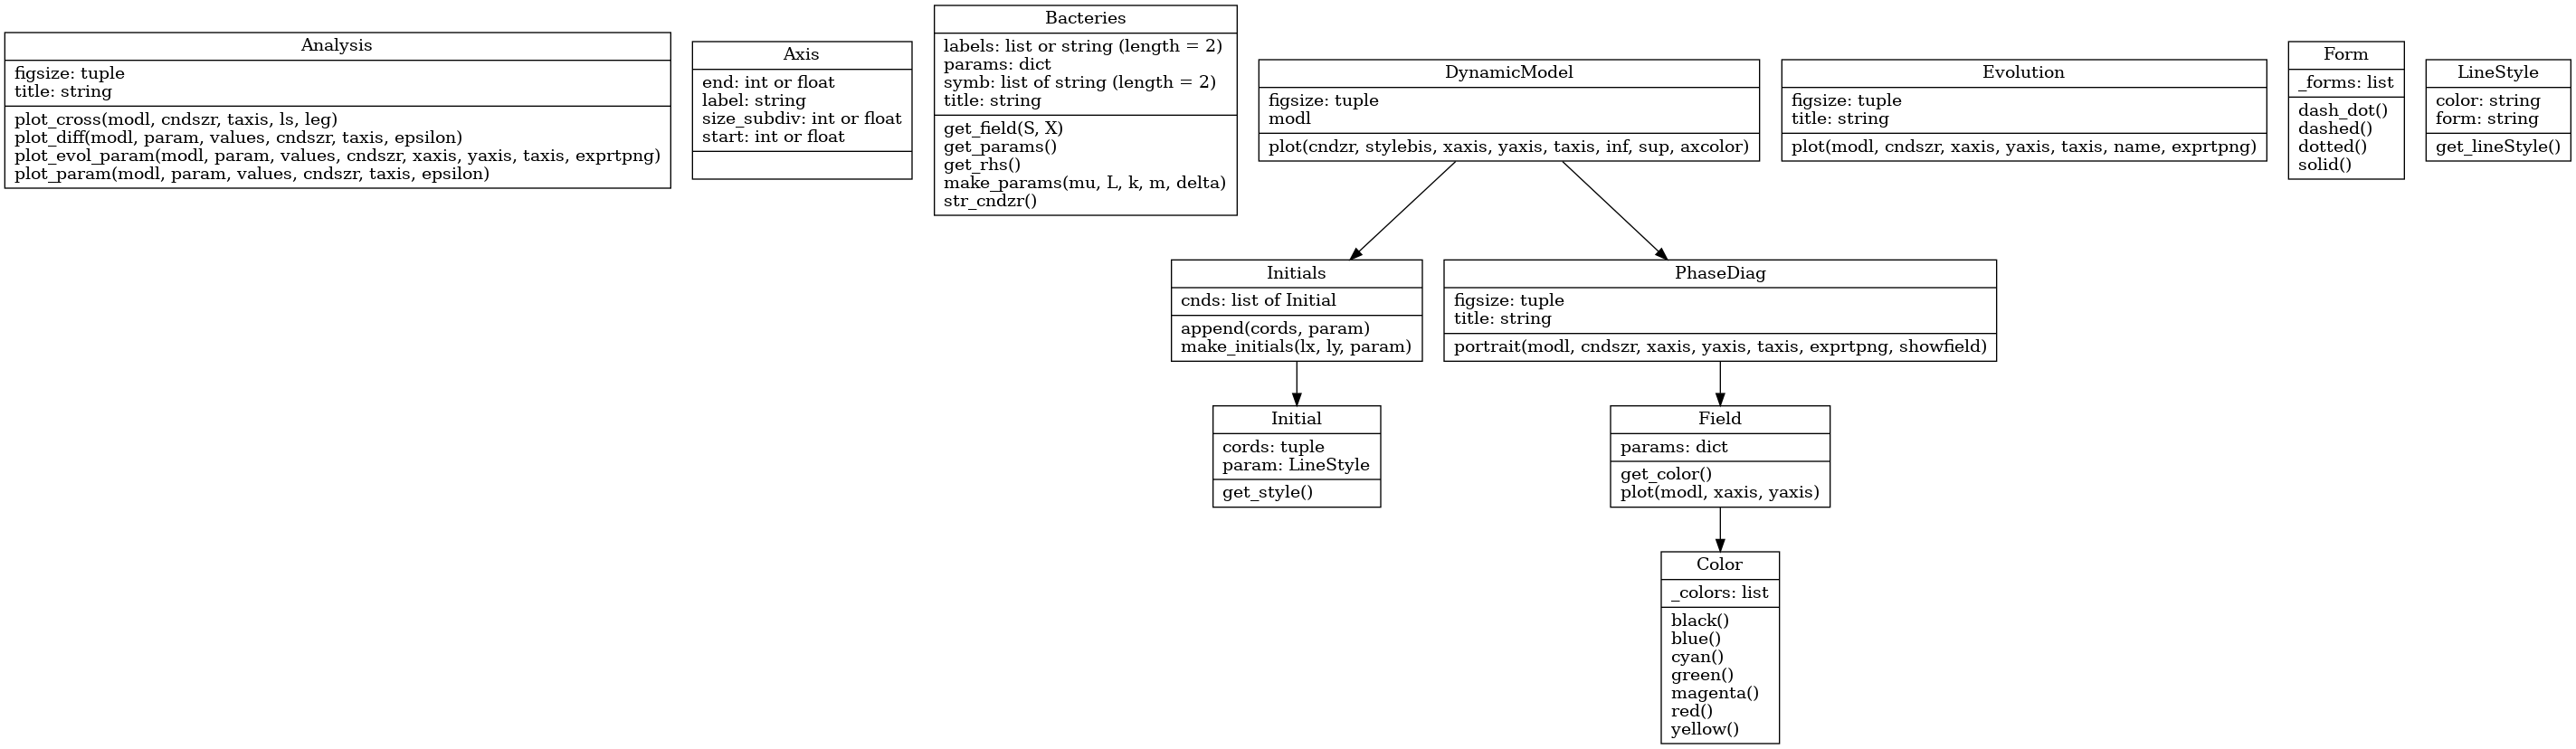 Analysis
figsize: tuple
title: string
plot_cross(modl, cndszr, taxis, ls, leg)
plot_diff(modl, param, values, cndszr, taxis, epsilon)
plot_evol_param(modl, param, values, cndszr, xaxis, yaxis, taxis, exprtpng)
plot_param(modl, param, values, cndszr, taxis, epsilon)
Axis
end: int or float
label: string
size_subdiv: int or float
start: int or float
Bacteries
labels: list or string (length = 2)
params: dict
symb: list of string (length = 2)
title: string
get_field(S, X)
get_params()
get_rhs()
make_params(mu, L, k, m, delta)
str_cndzr()
DynamicModel
figsize: tuple
modl
plot(cndzr, stylebis, xaxis, yaxis, taxis, inf, sup, axcolor)
Evolution
figsize: tuple
title: string
plot(modl, cndszr, xaxis, yaxis, taxis, name, exprtpng)
Form
_forms: list
dash_dot()
dashed()
dotted()
solid()
LineStyle
color: string
form: string
get_lineStyle()
Initials
cnds: list of Initial
append(cords, param)
make_initials(lx, ly, param)
PhaseDiag
figsize: tuple
title: string
portrait(modl, cndszr, xaxis, yaxis, taxis, exprtpng, showfield)
Initial
cords: tuple
param: LineStyle
get_style()
Field
params: dict
get_color()
plot(modl, xaxis, yaxis)
Color
_colors: list
black()
blue()
cyan()
green()
magenta()
red()
yellow()